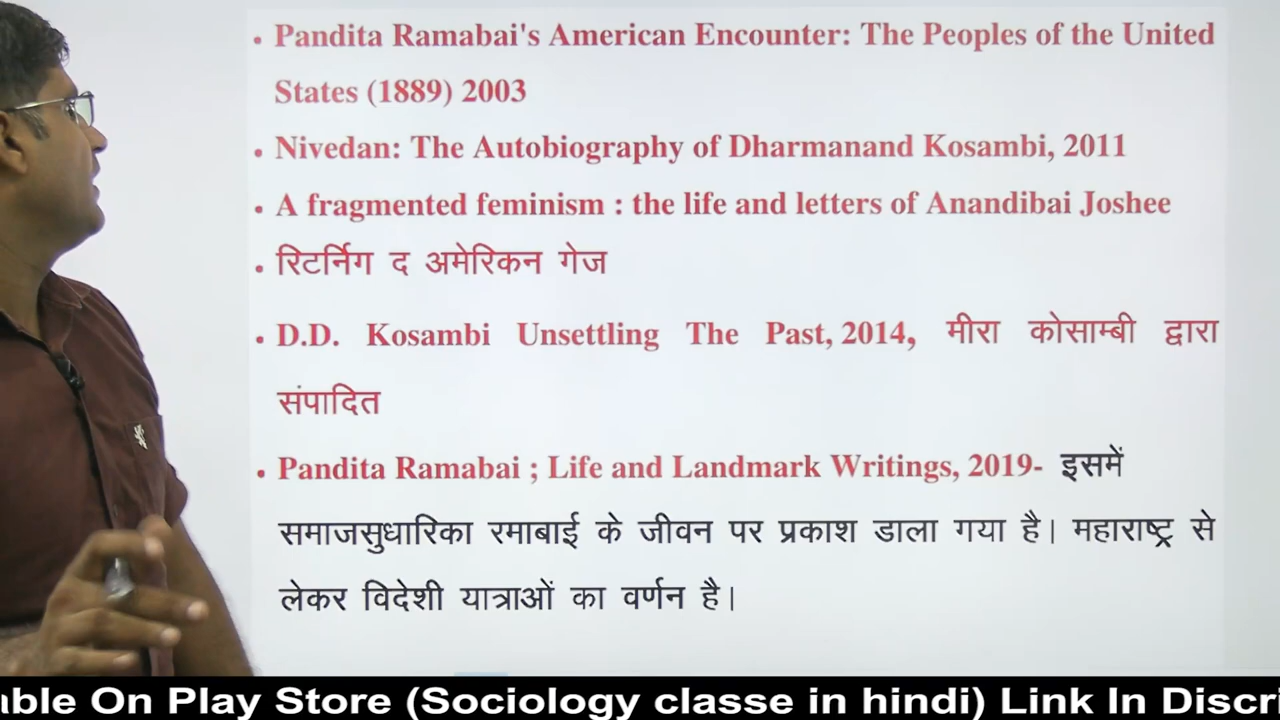 • Pandita Ramabai's American Encounter: The Peoples of the United
States (1889) 2003
• Nivedan: The Autobiography of Dharmanand Kosambi, 2011
• A fragmented feminism : the life and letters of Anandibai Joshee
• रिटर्निग द अमेरिकन गेज
• D.D. Kosambi Unsettling The Past, 2014, मीरा कोसाम्बी द्वारा
संपादित
• Pandita Ramabai ; Life and Landmark Writings, 2019- इसमें
समाजसुधारिका रमाबाई के जीवन पर प्रकाश डाला गया है। महाराष्ट्र से
लेकर विदेशी यात्राओं का वर्णन है।
able On Play Store (Sociology classe in hindi) Link In Discri